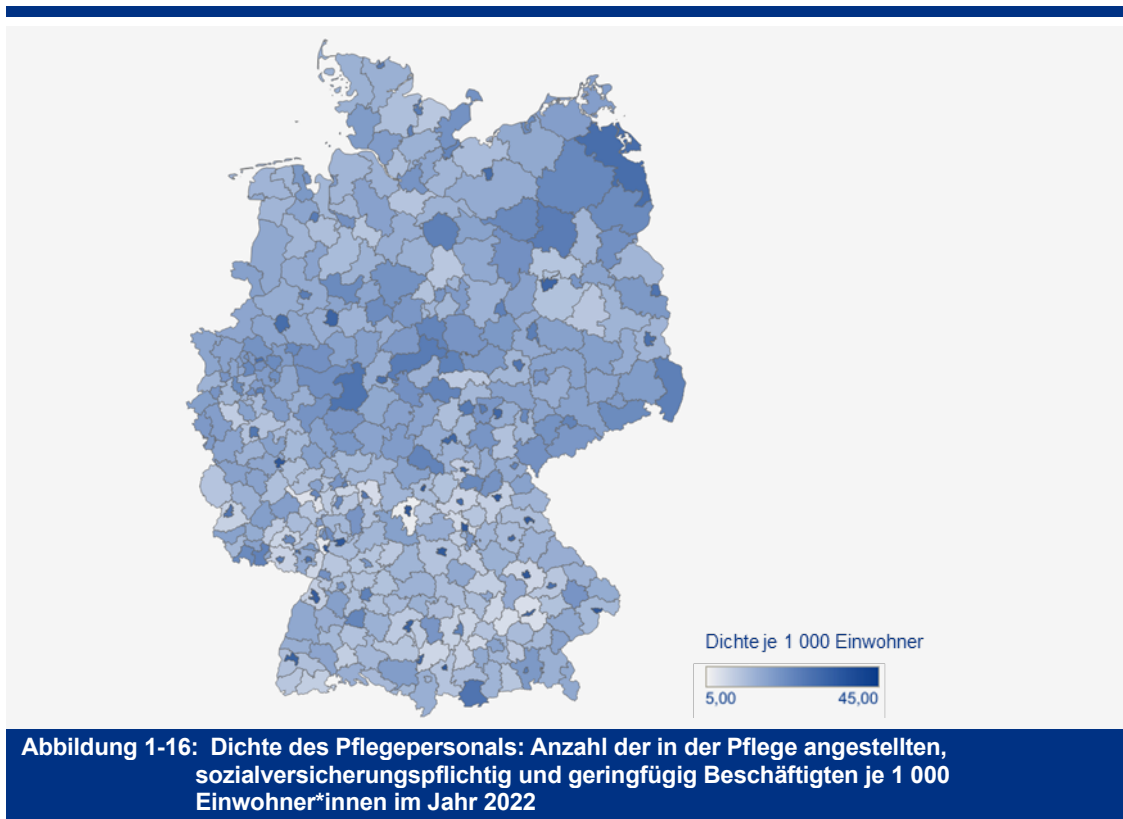 Dichte je 1 000 Einwohner
5,00 45,00
Abbildung 1-16: Dichte des Pflegepersonals: Anzahl der in der Pflege angestellten,
sozialversicherungspflichtig und geringfügig Beschäftigten je 1 000
Einwohner*innen im Jahr 2022